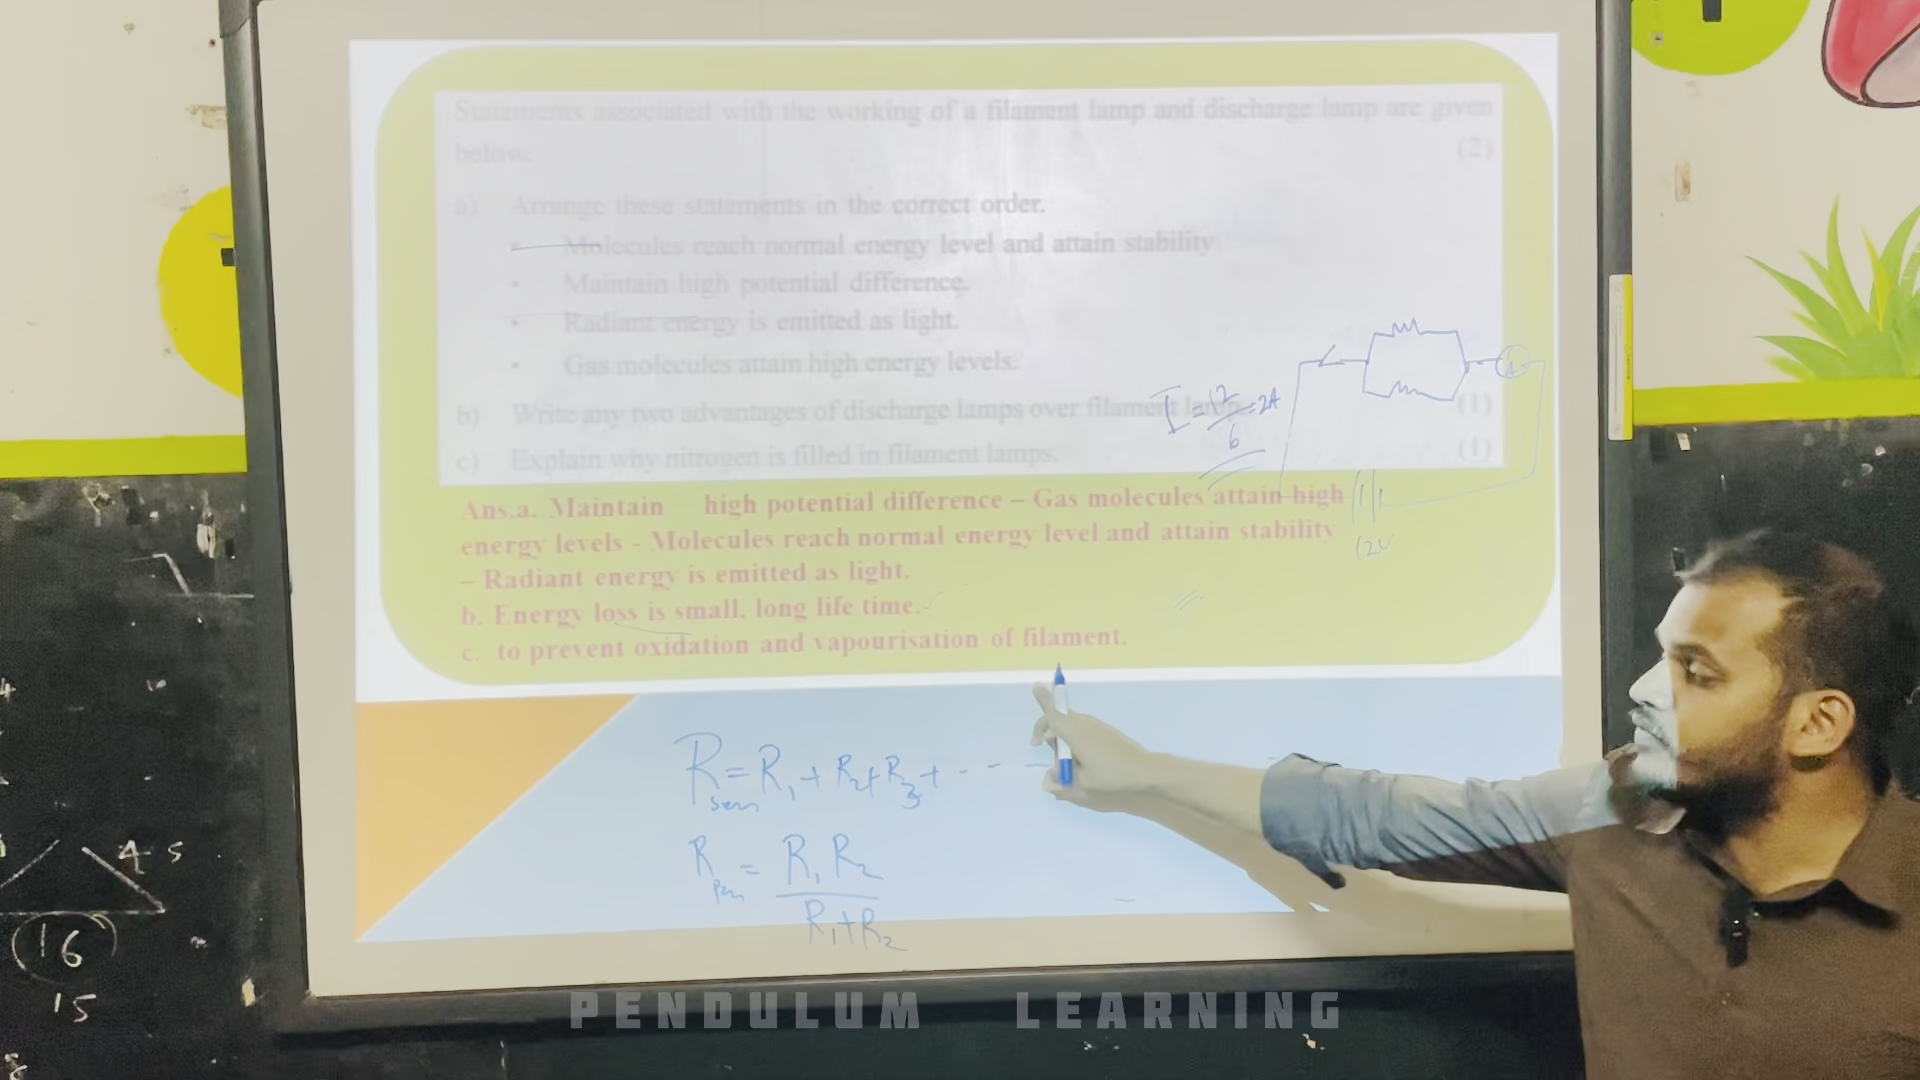 Statements associated with the working of a filament lamp and discharge lamp are given
below. (2)
a) Arrange these statements in the correct order.
- Molecules reach normal energy level and attain stability
- Maintain high potential difference.
- Radiant energy is emitted as light.
- Gas molecules attain high energy levels.
b) Write any two advantages of discharge lamps over filament lamps. (1)
c) Explain why nitrogen is filled in filament lamps. (1)
I = 12/6 = 2A
A
12V
Ans.a. Maintain high potential difference – Gas molecules attain high
energy levels - Molecules reach normal energy level and attain stability
– Radiant energy is emitted as light.
b. Energy loss is small, long life time.
c. to prevent oxidation and vapourisation of filament.
R = R1 + R2 + R3 + - - -
R = R1 R2
R1+R2
4 5
16
15
PENDULUM LEARNING